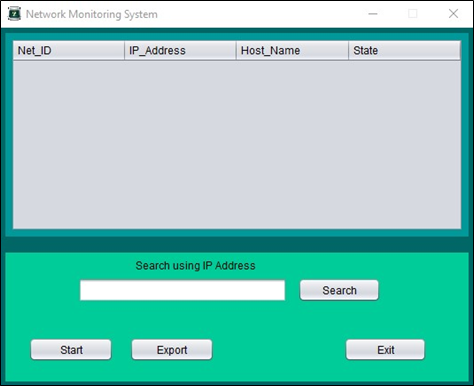 Network Monitoring System
Net_ID IP_Address Host_Name State
Search using IP Address
Search
Start Export Exit